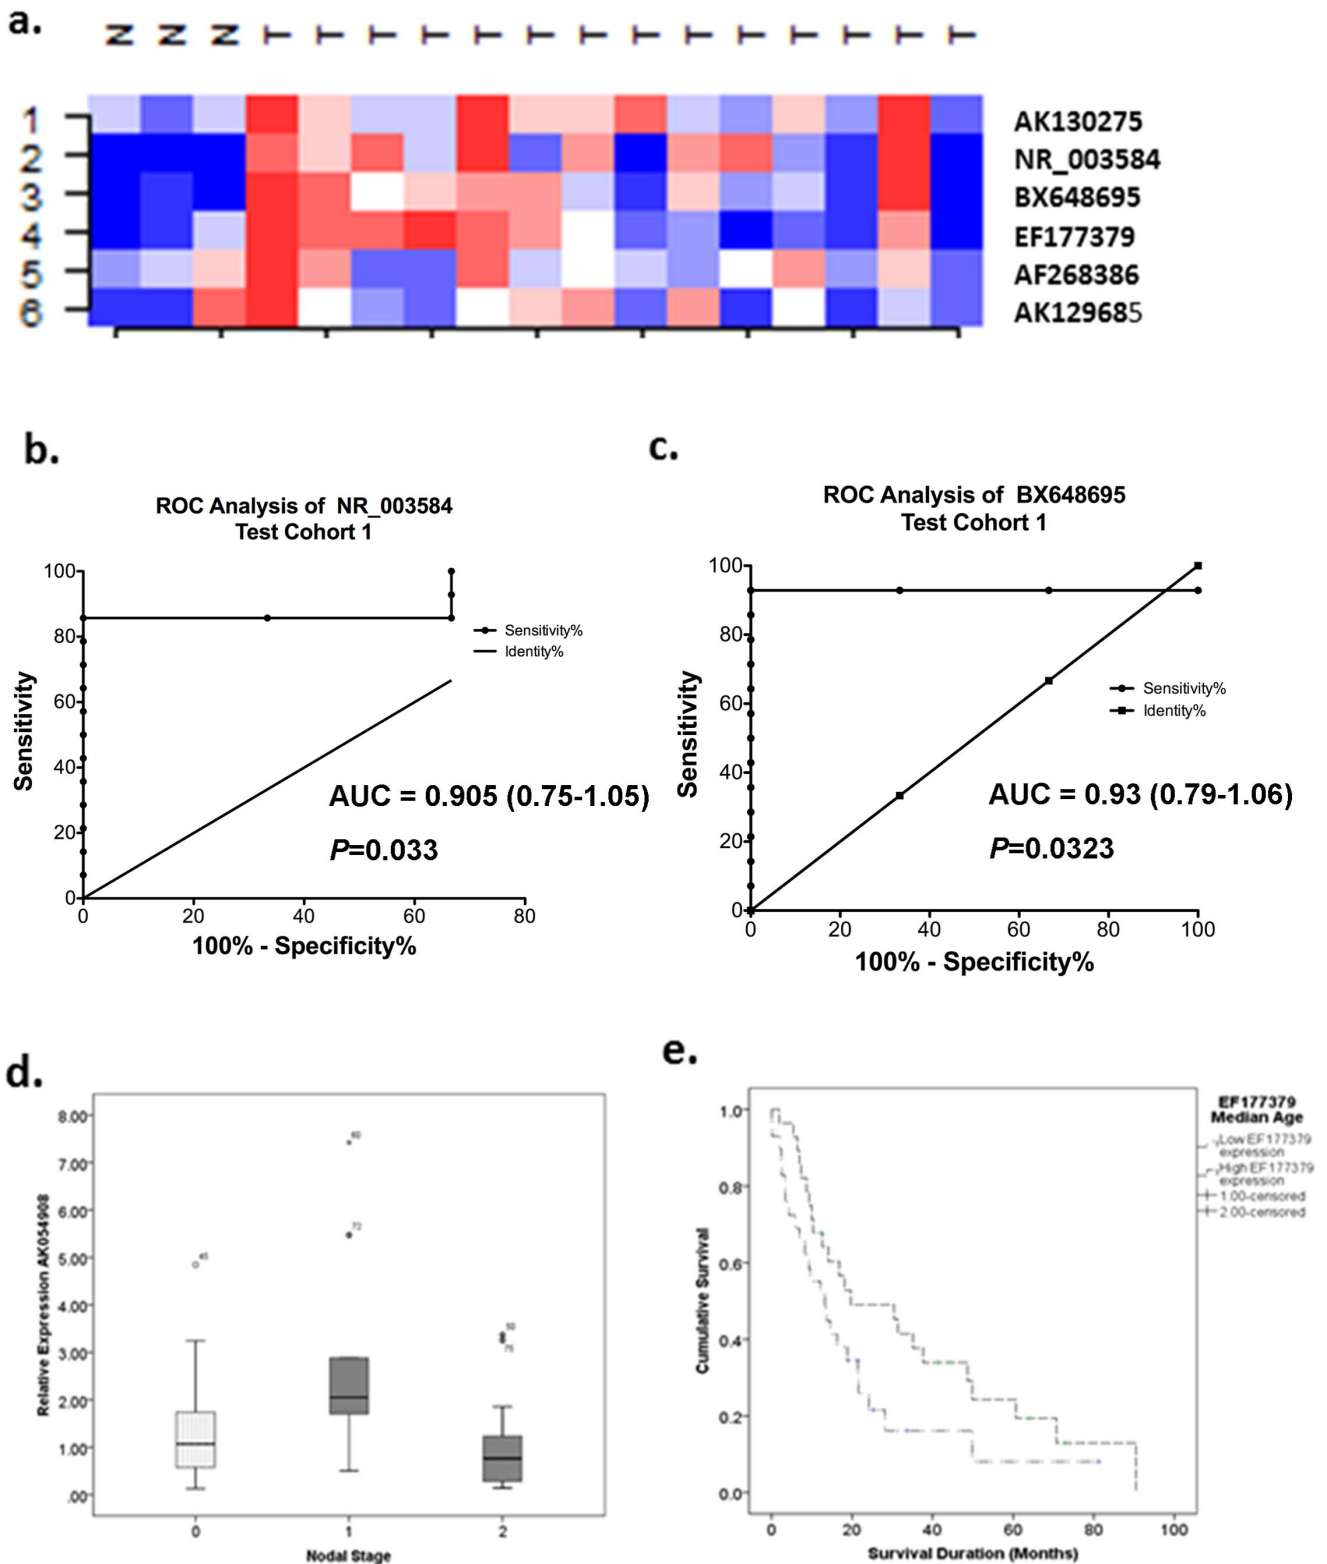 a.
N N N T T T T T T T T T T T T T T
1 AK130275
2 NR_003584
3 BX648695
4 EF177379
5 AF268386
6 AK129685
b.
ROC Analysis of NR_003584
Test Cohort 1
100
80
60
40
20
0
Sensitivity
Sensitivity%
Identity%
AUC = 0.905 (0.75-1.05)
P=0.033
0 20 40 60 80
100% - Specificity%
c.
ROC Analysis of BX648695
Test Cohort 1
100
80
60
40
20
0
Sensitivity
Sensitivity%
Identity%
AUC = 0.93 (0.79-1.06)
P=0.0323
0 20 40 60 80 100
100% - Specificity%
d.
Relative Expression AK054908
8.00
7.00
6.00
5.00
4.00
3.00
2.00
1.00
.00
60
72
45
50
75
0 1 2
Nodal Stage
e.
Cumulative Survival
1.0
0.8
0.6
0.4
0.2
0.0
0 20 40 60 80 100
Survival Duration (Months)
EF177379
Median Age
Low EF177379
expression
High EF177379
expression
1.00-censored
2.00-censored